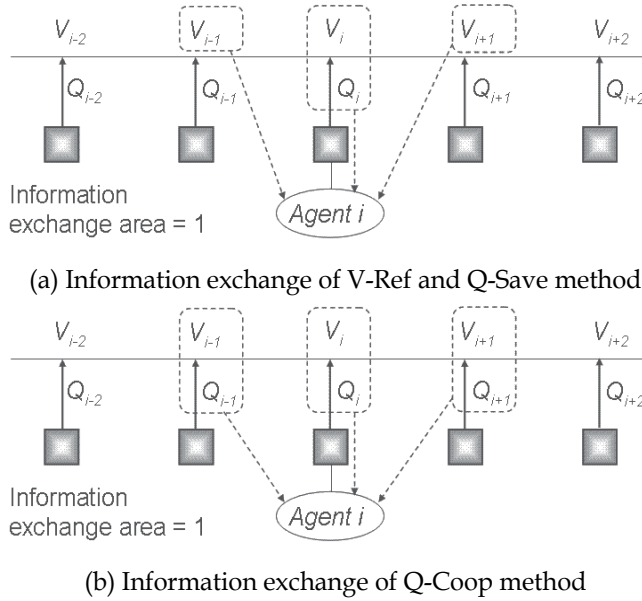 V_{i-2} V_{i-1} V_i V_{i+1} V_{i+2}
Q_{i-2} Q_{i-1} Q_i Q_{i+1} Q_{i+2}
Information
exchange area = 1
Agent i
(a) Information exchange of V-Ref and Q-Save method
V_{i-2} V_{i-1} V_i V_{i+1} V_{i+2}
Q_{i-2} Q_{i-1} Q_i Q_{i+1} Q_{i+2}
Information
exchange area = 1
Agent i
(b) Information exchange of Q-Coop method